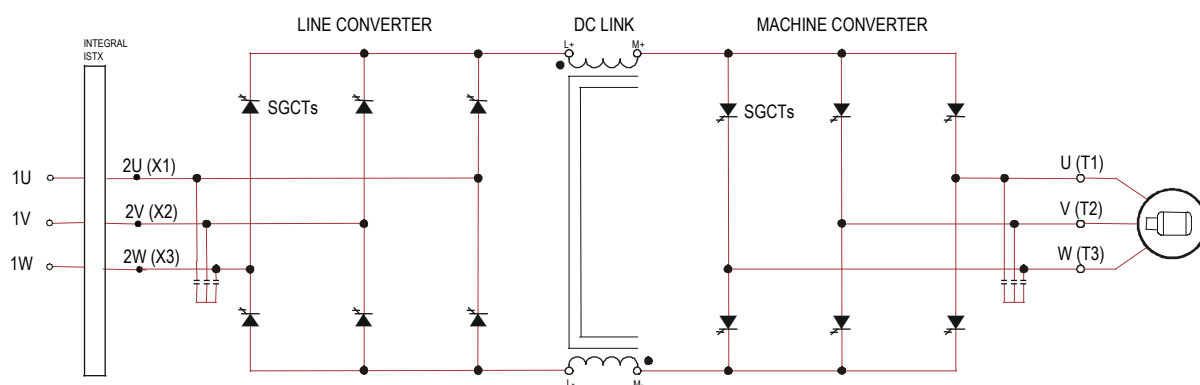 LINE CONVERTER
DC LINK
MACHINE CONVERTER
INTEGRAL
ISTX
L+
M+
SGCTs
SGCTs
2U (X1)
U (T1)
1U
2V (X2)
V (T2)
1V
2W (X3)
W (T3)
1W
L-
M-